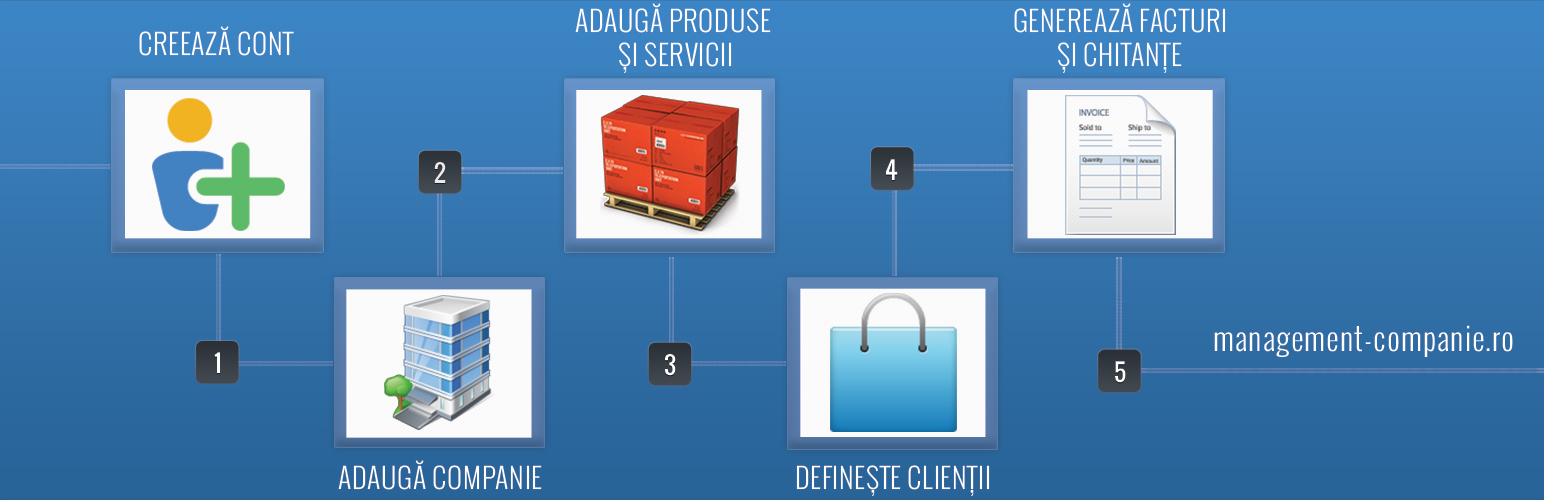 CREEAZĂ CONT
1
ADAUGĂ COMPANIE
2
ADAUGĂ PRODUSE
ȘI SERVICII
3
DEFINEȘTE CLIENȚII
4
GENEREAZĂ FACTURI
ȘI CHITANȚE
INVOICE
Sold to Ship to
Quantity Price Amount
5
management-companie.ro